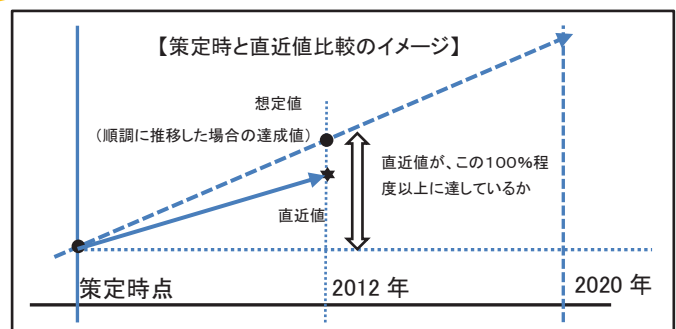 【策定時と直近値比較のイメージ】
想定値
（順調に推移した場合の達成値）
直近値が、この１００％程
度以上に達しているか
直近値
策定時点
2012 年
2020 年